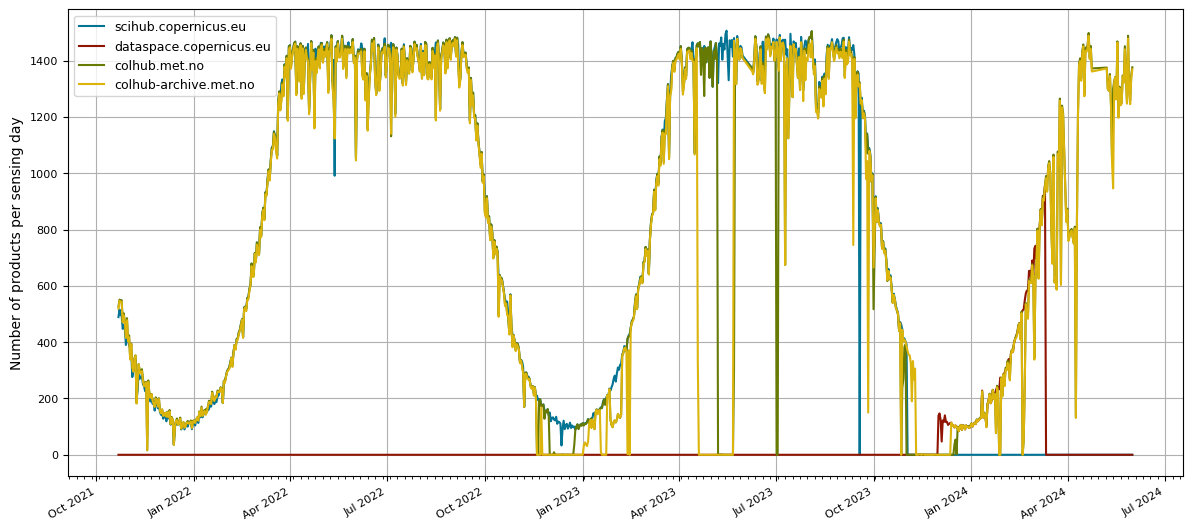 scihub.copernicus.eu
dataspace.copernicus.eu
colhub.met.no
colhub-archive.met.no
Number of products per sensing day
1400
1200
1000
800
600
400
200
0
Oct 2021
Jan 2022
Apr 2022
Jul 2022
Oct 2022
Jan 2023
Apr 2023
Jul 2023
Oct 2023
Jan 2024
Apr 2024
Jul 2024